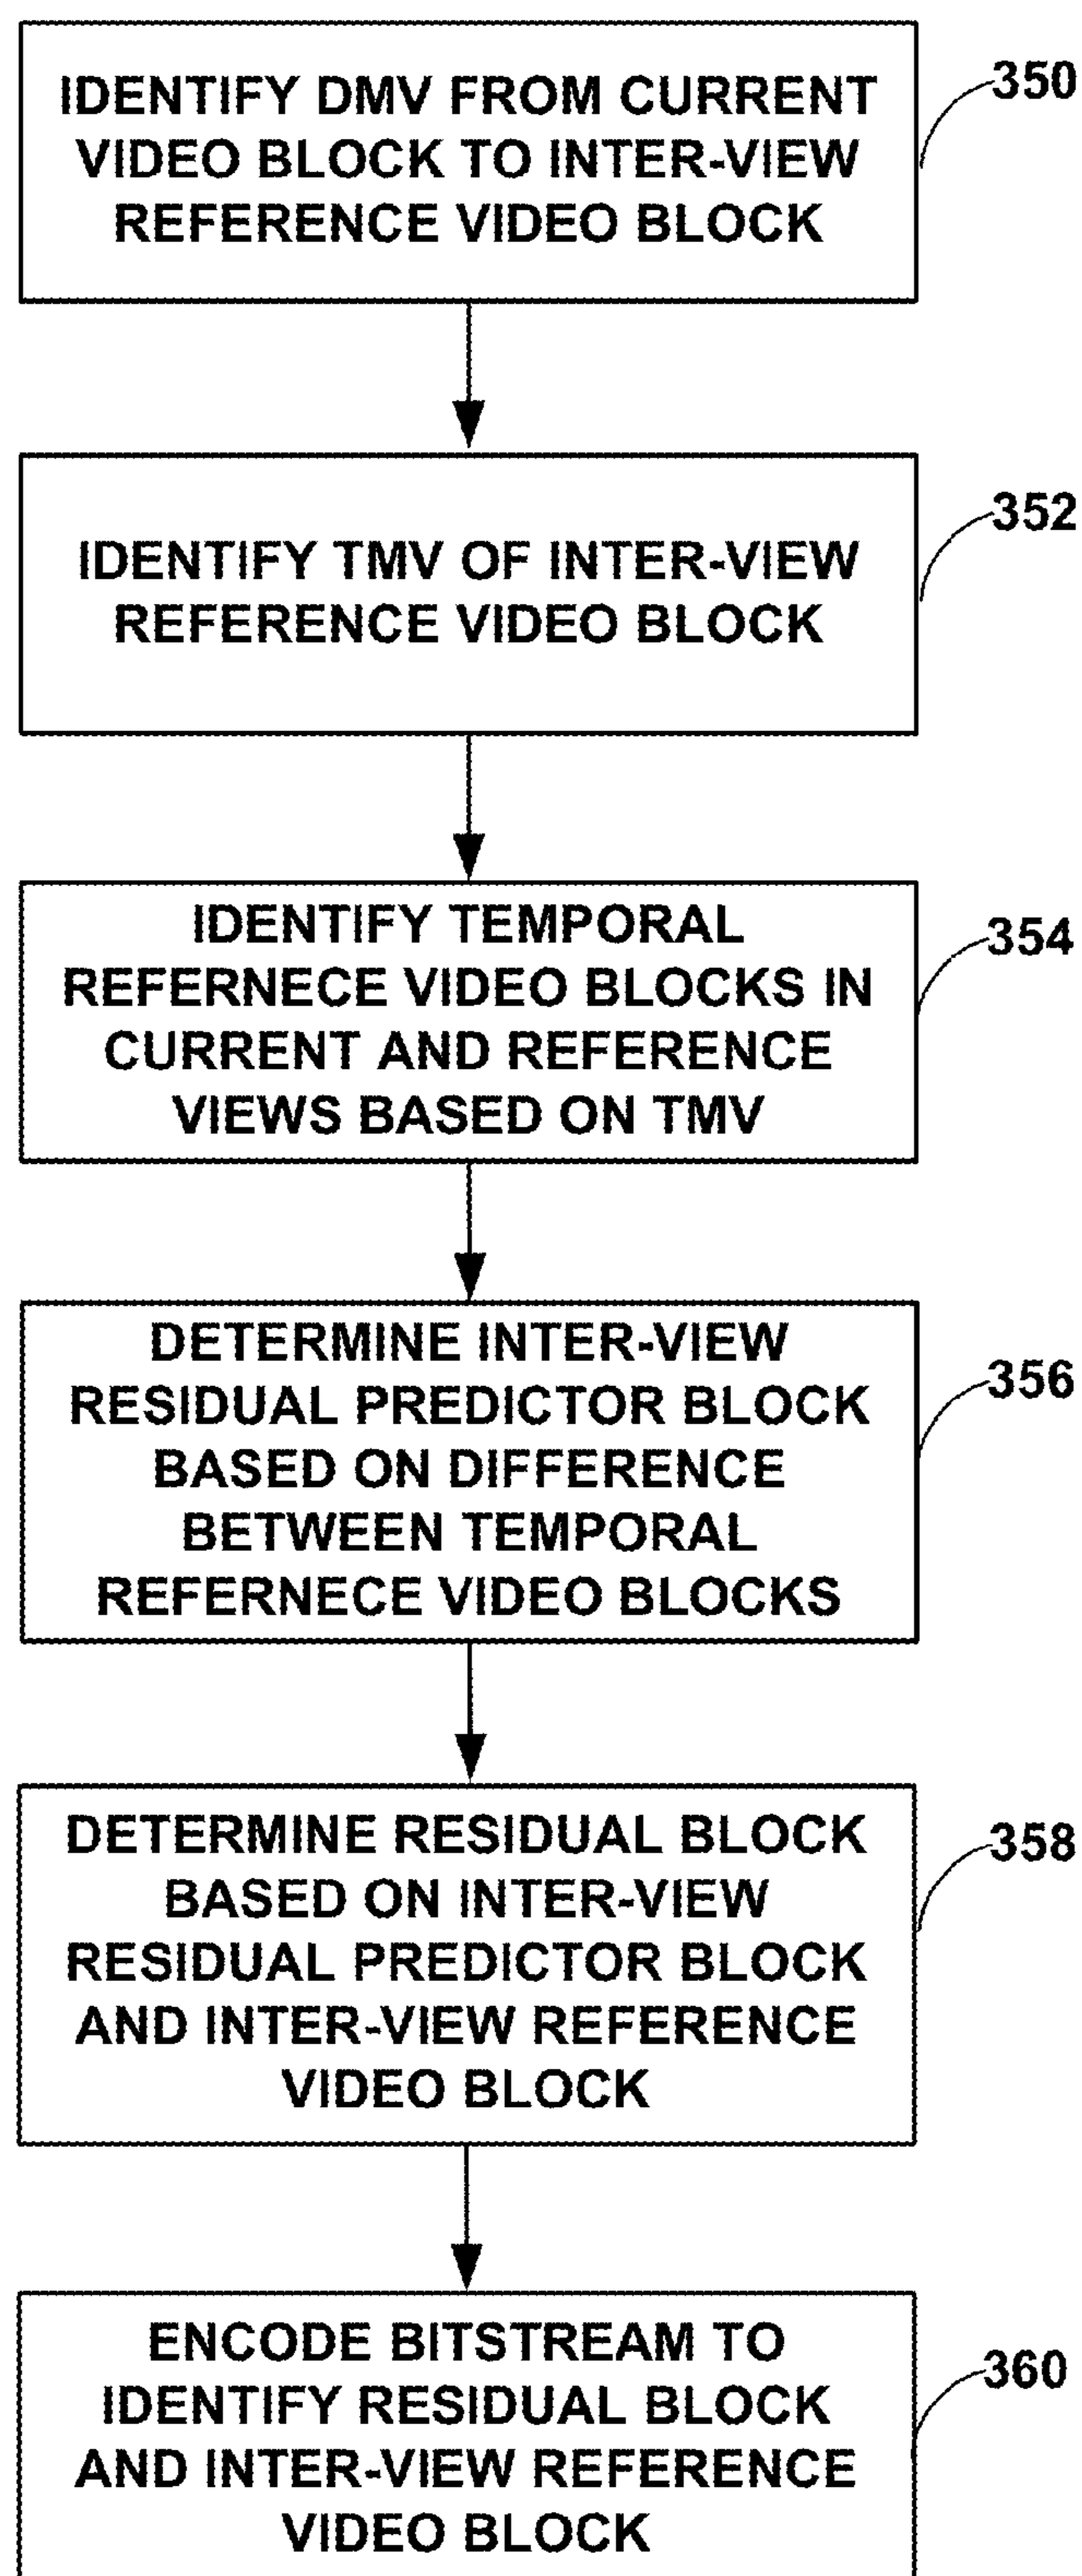 IDENTIFY DMV FROM CURRENT
VIDEO BLOCK TO INTER-VIEW
REFERENCE VIDEO BLOCK
350
IDENTIFY TMV OF INTER-VIEW
REFERENCE VIDEO BLOCK
352
IDENTIFY TEMPORAL
REFERNECE VIDEO BLOCKS IN
CURRENT AND REFERENCE
VIEWS BASED ON TMV
354
DETERMINE INTER-VIEW
RESIDUAL PREDICTOR BLOCK
BASED ON DIFFERENCE
BETWEEN TEMPORAL
REFERNECE VIDEO BLOCKS
356
DETERMINE RESIDUAL BLOCK
BASED ON INTER-VIEW
RESIDUAL PREDICTOR BLOCK
AND INTER-VIEW REFERENCE
VIDEO BLOCK
358
ENCODE BITSTREAM TO
IDENTIFY RESIDUAL BLOCK
AND INTER-VIEW REFERENCE
VIDEO BLOCK
360